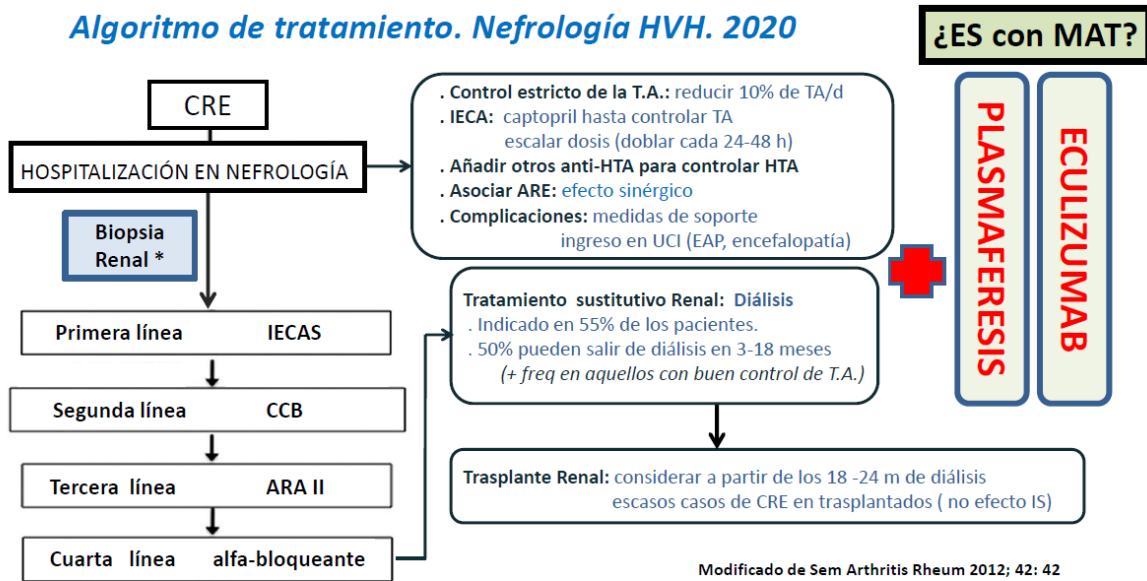 Algoritmo de tratamiento. Nefrología HVH. 2020
¿ES con MAT?
CRE
HOSPITALIZACIÓN EN NEFROLOGÍA
Biopsia
Renal *
. Control estricto de la T.A.: reducir 10% de TA/d
. IECA: captopril hasta controlar TA
escalar dosis (doblar cada 24-48 h)
. Añadir otros anti-HTA para controlar HTA
. Asociar ARE: efecto sinérgico
. Complicaciones: medidas de soporte
ingreso en UCI (EAP, encefalopatía)
PLASMAFERESIS
ECULIZUMAB
Primera línea IECAS
Segunda línea CCB
Tercera línea ARA II
Cuarta línea alfa-bloqueante
Tratamiento sustitutivo Renal: Diálisis
. Indicado en 55% de los pacientes.
. 50% pueden salir de diálisis en 3-18 meses
(+ freq en aquellos con buen control de T.A.)
Trasplante Renal: considerar a partir de los 18 -24 m de diálisis
escasos casos de CRE en trasplantados ( no efecto IS)
Modificado de Sem Arthritis Rheum 2012; 42: 42